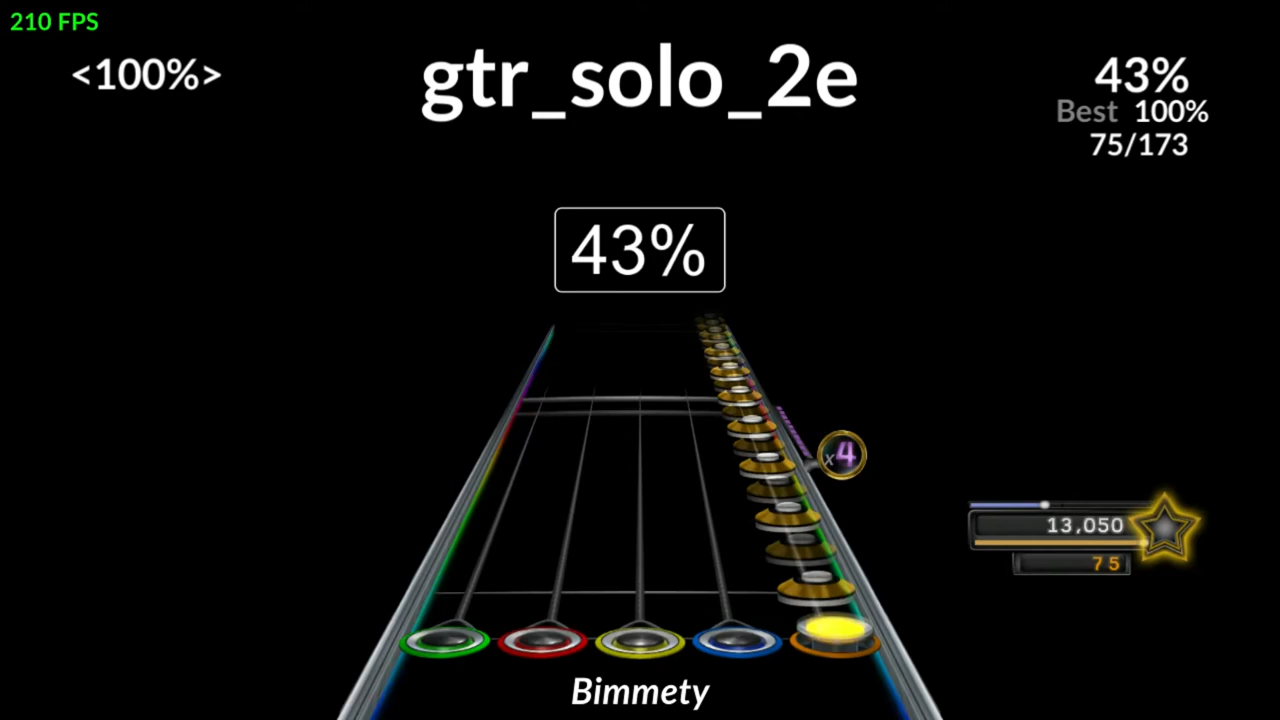 210 FPS
<100%>
gtr_solo_2e
43%
Best 100%
75/173
43%
x4
13,050
75
Bimmety